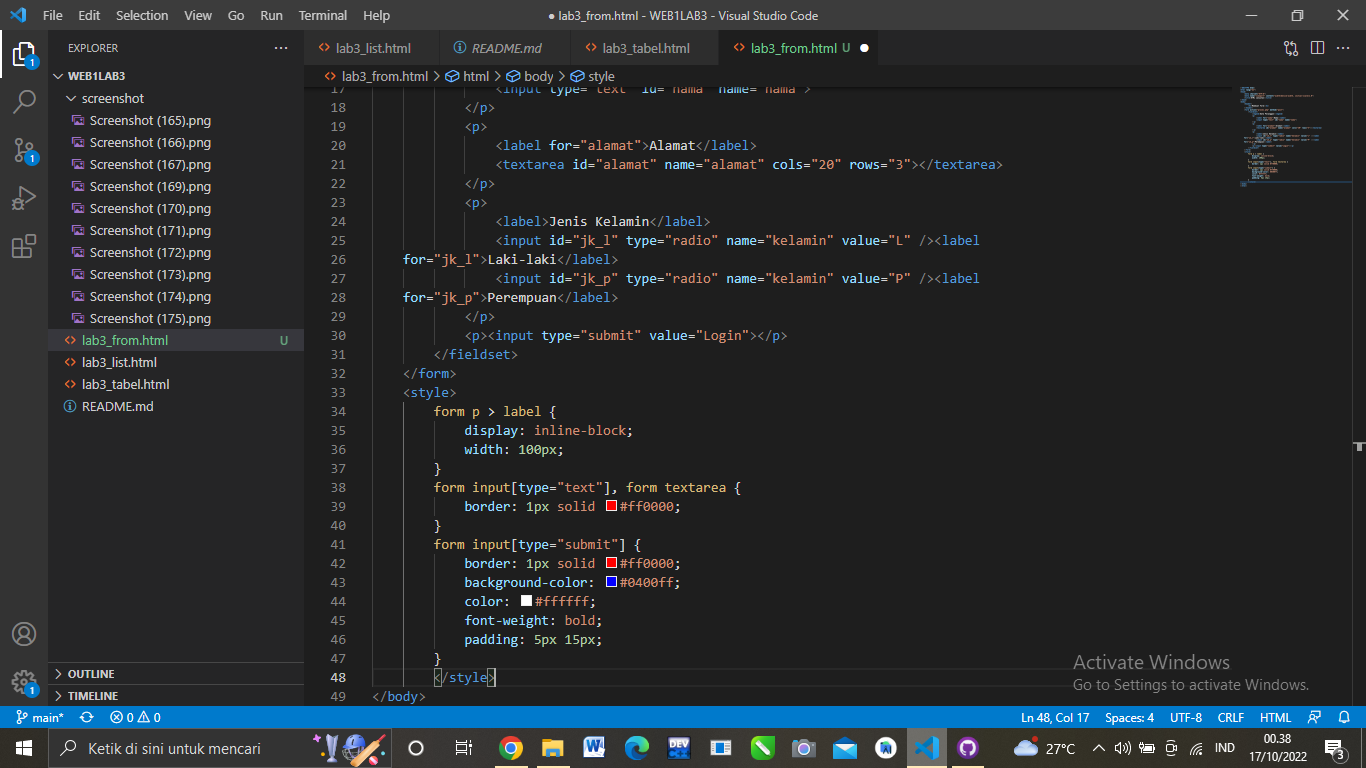 File Edit Selection View Go Run Terminal Help
● lab3_from.html - WEB1LAB3 - Visual Studio Code
EXPLORER
WEB1LAB3
screenshot
Screenshot (165).png
Screenshot (166).png
Screenshot (167).png
Screenshot (169).png
Screenshot (170).png
Screenshot (171).png
Screenshot (172).png
Screenshot (173).png
Screenshot (174).png
Screenshot (175).png
lab3_from.html U
lab3_list.html
lab3_tabel.html
README.md
OUTLINE
TIMELINE
1
1
1
lab3_list.html README.md lab3_tabel.html lab3_from.html U
lab3_from.html > html > body > style
17 <input type="text" id="nama" name="nama">
18 </p>
19 <p>
20 <label for="alamat">Alamat</label>
21 <textarea id="alamat" name="alamat" cols="20" rows="3"></textarea>
22 </p>
23 <p>
24 <label>Jenis Kelamin</label>
25 <input id="jk_l" type="radio" name="kelamin" value="L" /><label
26 for="jk_l">Laki-laki</label>
27 <input id="jk_p" type="radio" name="kelamin" value="P" /><label
28 for="jk_p">Perempuan</label>
29 </p>
30 <p><input type="submit" value="Login"></p>
31 </fieldset>
32 </form>
33 <style>
34 form p > label {
35 display: inline-block;
36 width: 100px;
37 }
38 form input[type="text"], form textarea {
39 border: 1px solid #ff0000;
40 }
41 form input[type="submit"] {
42 border: 1px solid #ff0000;
43 background-color: #0400ff;
44 color: #ffffff;
45 font-weight: bold;
46 padding: 5px 15px;
47 }
48 </style>
49 </body>
Activate Windows
Go to Settings to activate Windows.
main* 0 0 Ln 48, Col 17 Spaces: 4 UTF-8 CRLF HTML
Ketik di sini untuk mencari
DEV
27°C
IND
00.38
17/10/2022
3